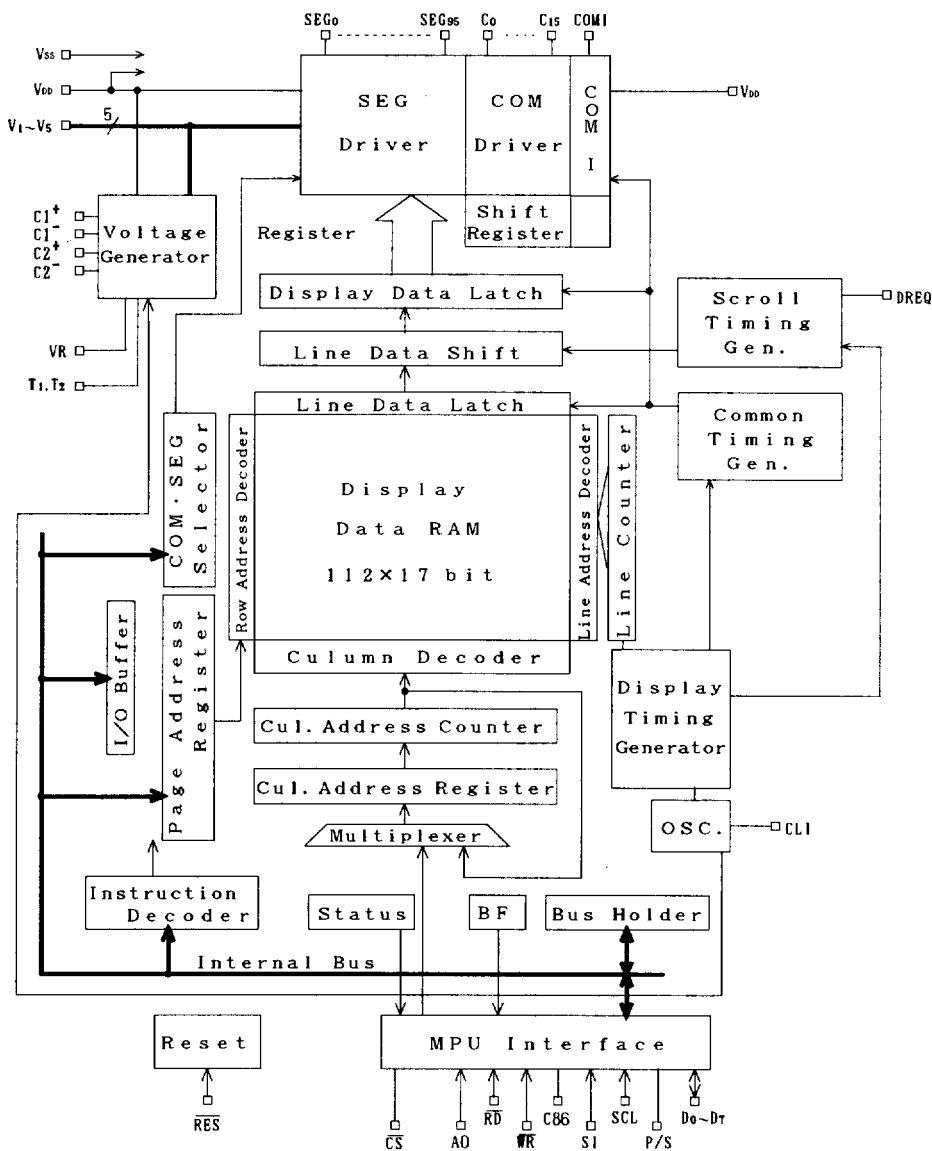 SEG0 SEG95 C0 C15 COMI
VSS
VDD
V1~V5
5
SEG
Driver
COM
Driver
COM I
VDD
Shift
Register
Register
C1+
C1-
C2+
C2-
Voltage
Generator
VR
T1,T2
Display Data Latch
Line Data Shift
Line Data Latch
Scroll
Timing
Gen.
DREQ
Common
Timing
Gen.
COM·SEG
Selector
Row Address Decoder
Display
Data RAM
112×17 bit
Line Address Decoder
Line Counter
Culumn Decoder
I/O Buffer
Page Address
Register
Cul. Address Counter
Cul. Address Register
Multiplexer
Display
Timing
Generator
OSC.
CL1
Instruction
Decoder
Status
BF
Bus Holder
Internal Bus
Reset
MPU Interface
RES
CS A0 RD WR C86 SI SCL P/S D0~D7